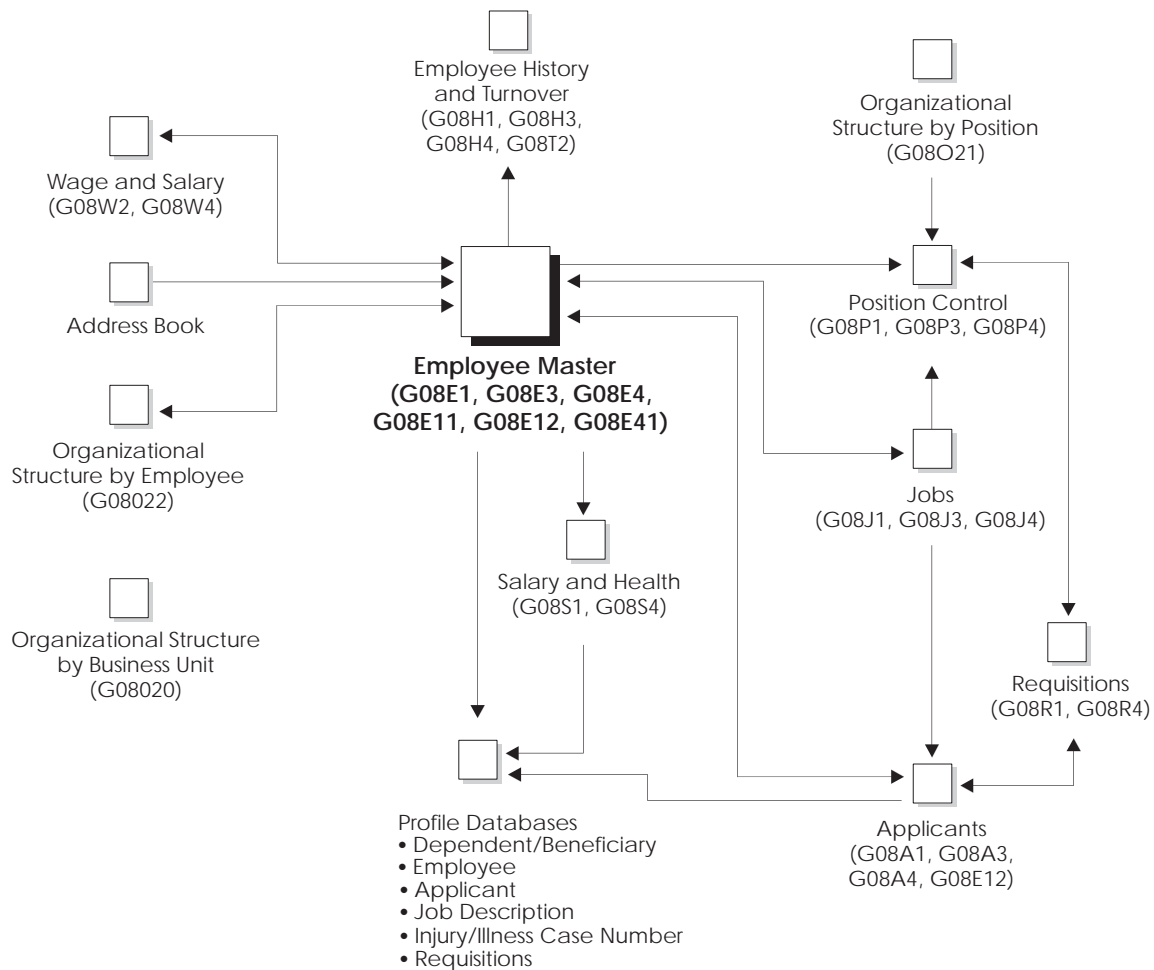 Employee History
and Turnover
(G08H1, G08H3,
G08H4, G08T2)
Organizational
Structure by Position
(G08O21)
Wage and Salary
(G08W2, G08W4)
Address Book
Position Control
(G08P1, G08P3, G08P4)
Employee Master
(G08E1, G08E3, G08E4,
G08E11, G08E12, G08E41)
Organizational
Structure by Employee
(G08022)
Jobs
(G08J1, G08J3, G08J4)
Salary and Health
(G08S1, G08S4)
Organizational Structure
by Business Unit
(G08020)
Requisitions
(G08R1, G08R4)
Profile Databases
• Dependent/Beneficiary
• Employee
• Applicant
• Job Description
• Injury/Illness Case Number
• Requisitions
Applicants
(G08A1, G08A3,
G08A4, G08E12)